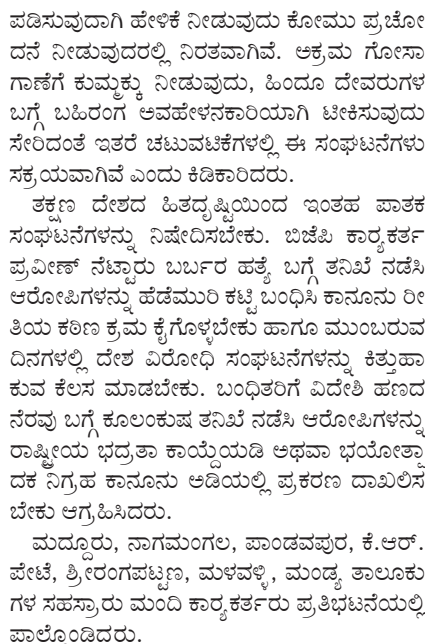 ಪಡಿಸುವುದಾಗಿ ಹೇಳಿಕೆ ನೀಡುವುದು ಕೋಮು ಪ್ರಚೋ
ದನೆ ನೀಡುವುದರಲ್ಲಿ ನಿರತವಾಗಿವೆ. ಅಕ್ರಮ ಗೋಸಾ
ಗಾಣೆಗೆ ಕುಮ್ಮಕ್ಕು ನೀಡುವುದು, ಹಿಂದೂ ದೇವರುಗಳ
ಬಗ್ಗೆ ಬಹಿರಂಗ ಅವಹೇಳನಕಾರಿಯಾಗಿ ಟೀಕಿಸುವುದು
ಸೇರಿದಂತೆ ಇತರೆ ಚಟುವಟಿಕೆಗಳಲ್ಲಿ ಈ ಸಂಘಟನೆಗಳು
ಸಕ್ರಯವಾಗಿವೆ ಎಂದು ಕಿಡಿಕಾರಿದರು.
ತಕ್ಷಣ ದೇಶದ ಹಿತದೃಷ್ಟಿಯಿಂದ ಇಂತಹ ಪಾತಕ
ಸಂಘಟನೆಗಳನ್ನು ನಿಷೇದಿಸಬೇಕು. ಬಿಜೆಪಿ ಕಾರ‍್ಯಕರ್ತ
ಪ್ರವೀಣ್ ನೆಟ್ಟಾರು ಬರ್ಬರ ಹತ್ಯೆ ಬಗ್ಗೆ ತನಿಖೆ ನಡೆಸಿ
ಆರೋಪಿಗಳನ್ನು ಹೆಡೆಮುರಿ ಕಟ್ಟಿ ಬಂಧಿಸಿ ಕಾನೂನು ರೀ
ತಿಯ ಕಠಿಣ ಕ್ರಮ ಕೈಗೊಳ್ಳಬೇಕು ಹಾಗೂ ಮುಂಬರುವ
ದಿನಗಳಲ್ಲಿ ದೇಶ ವಿರೋಧಿ ಸಂಘಟನೆಗಳನ್ನು ಕಿತ್ತುಹಾ
ಕುವ ಕೆಲಸ ಮಾಡಬೇಕು. ಬಂಧಿತರಿಗೆ ವಿದೇಶಿ ಹಣದ
ನೆರವು ಬಗ್ಗೆ ಕೂಲಂಕುಷ ತನಿಖೆ ನಡೆಸಿ ಆರೋಪಿಗಳನ್ನು
ರಾಷ್ಟ್ರೀಯ ಭದ್ರತಾ ಕಾಯ್ದೆಯಡಿ ಅಥವಾ ಭಯೋತ್ಪಾ
ದಕ ನಿಗ್ರಹ ಕಾನೂನು ಅಡಿಯಲ್ಲಿ ಪ್ರಕರಣ ದಾಖಲಿಸ
ಬೇಕು ಆಗ್ರಹಿಸಿದರು.
ಮದ್ದೂರು, ನಾಗಮಂಗಲ, ಪಾಂಡವಪುರ, ಕೆ.ಆರ್.
ಪೇಟೆ, ಶ್ರೀರಂಗಪಟ್ಟಣ, ಮಳವಳ್ಳಿ, ಮಂಡ್ಯ ತಾಲೂಕು
ಗಳ ಸಹಸ್ರಾರು ಮಂದಿ ಕಾರ‍್ಯಕರ್ತರು ಪ್ರತಿಭಟನೆಯಲ್ಲಿ
ಪಾಲ್ಗೊಂಡಿದ್ದರು.